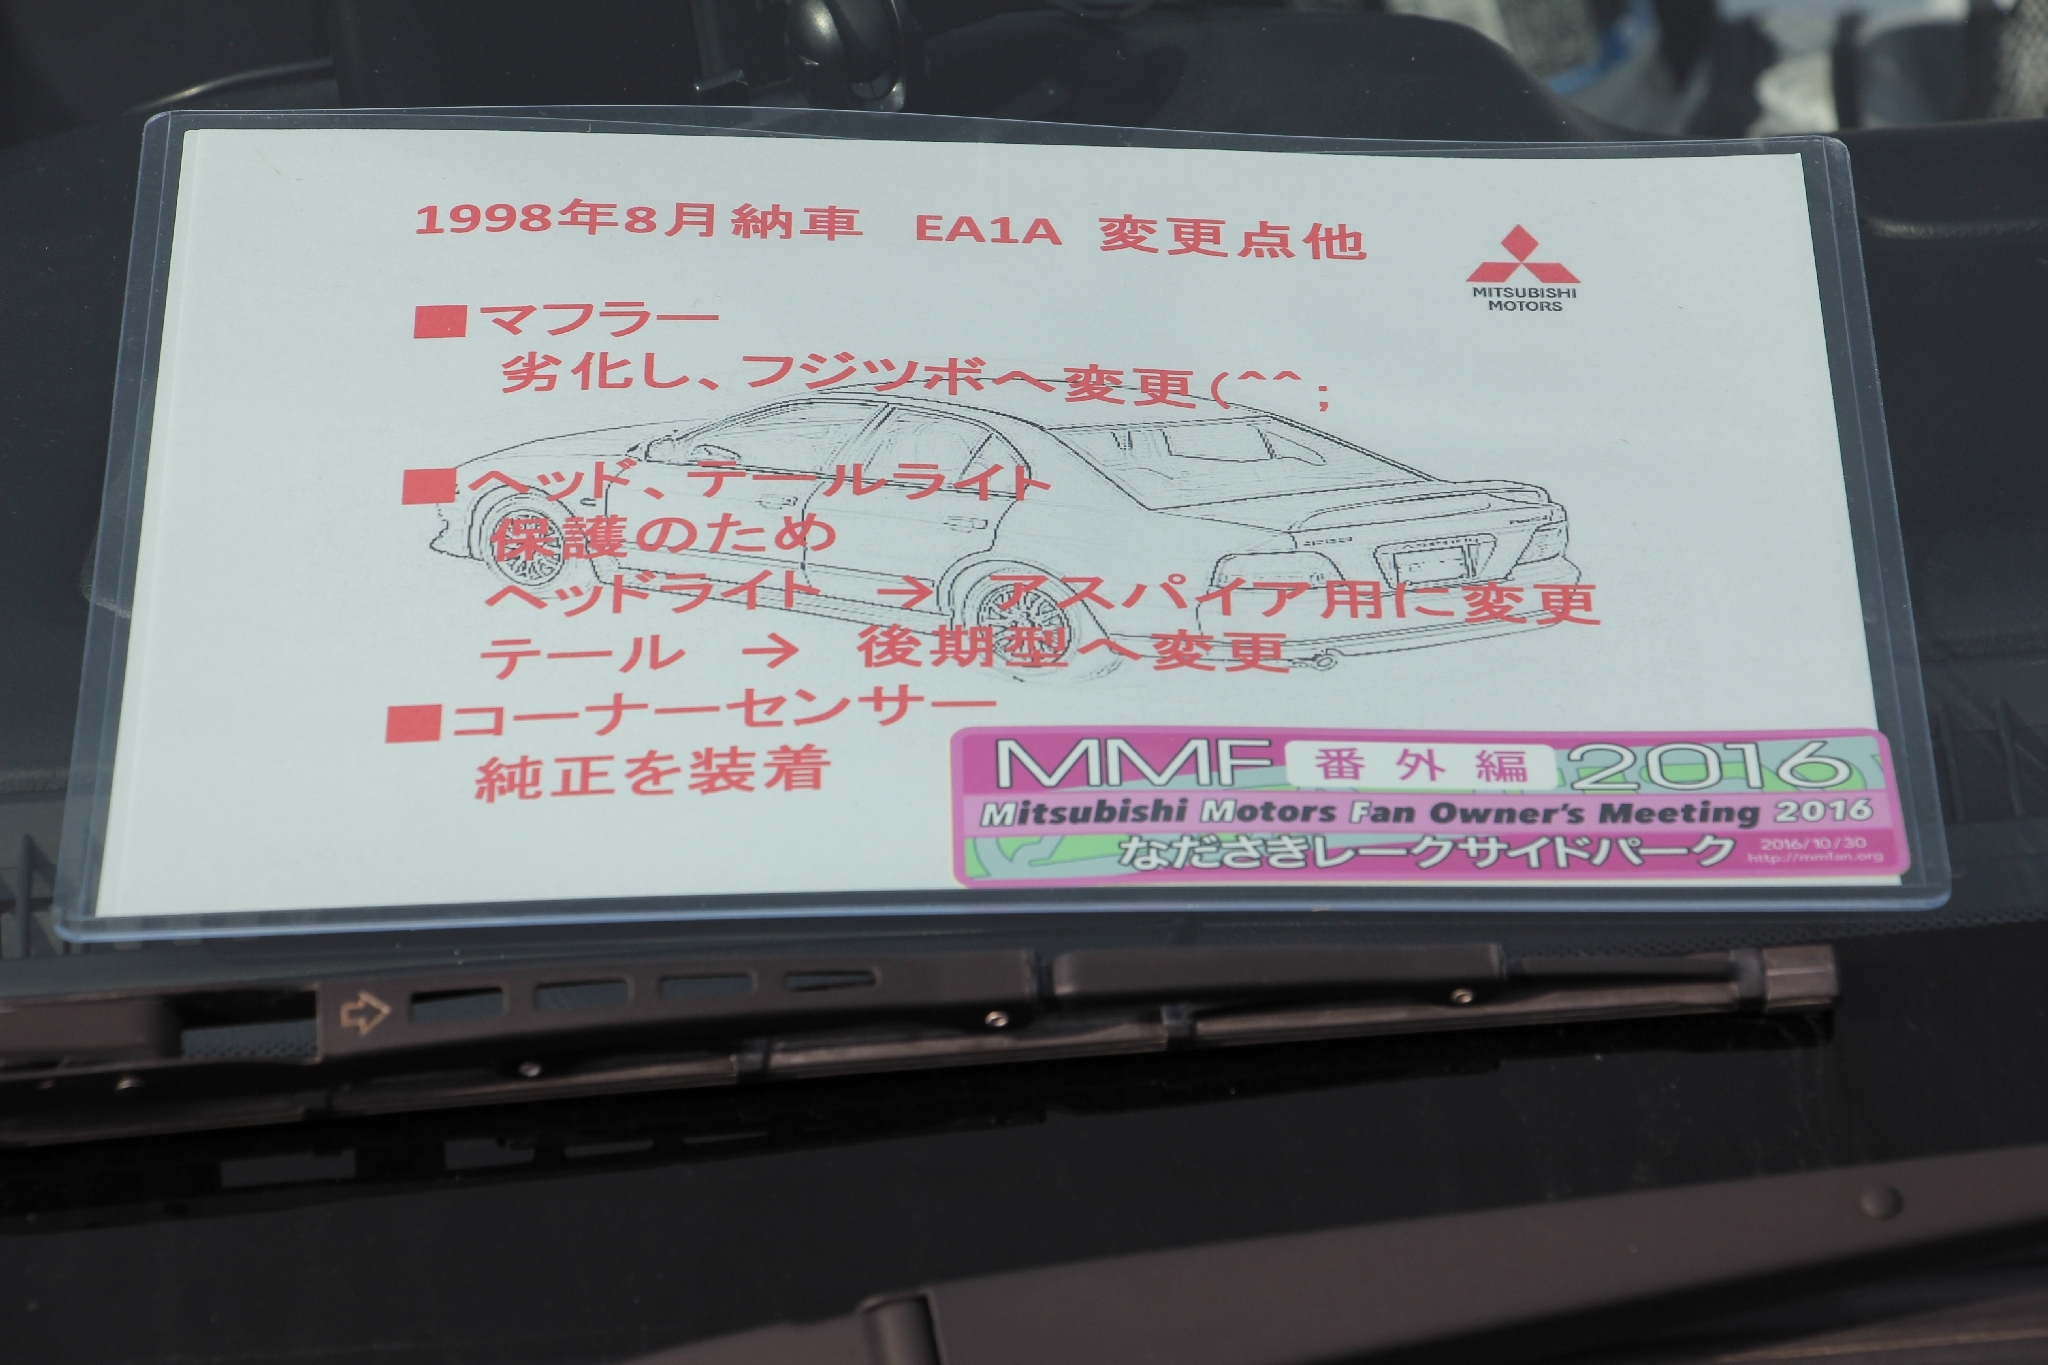 1998年8月納車　EA1A　変更点他
MITSUBISHI
MOTORS
■マフラー
劣化し、フジツボへ変更(^^;
■ヘッド、テールライト
保護のため
ヘッドライト　→　アスパイア用に変更
テール　→　後期型へ変更
■コーナーセンサー
純正を装着
MMF 番外編 2016
Mitsubishi Motors Fan Owner's Meeting 2016
なださきレークサイドパーク
2016/10/30
http://mmfan.org